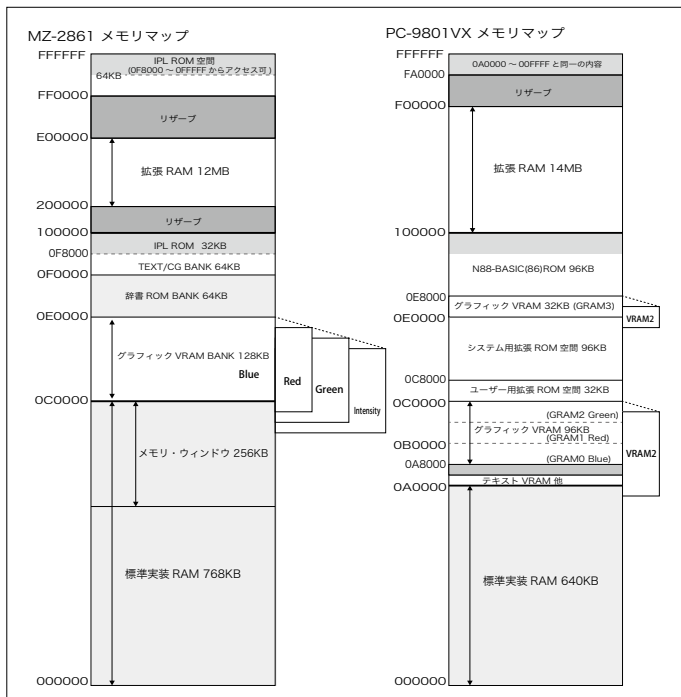 MZ-2861 メモリマップ
FFFFFF
IPL ROM 空間
(0F8000 ～ 0FFFFF からアクセス可)
64KB
FF0000
リザーブ
E00000
拡張 RAM 12MB
200000
リザーブ
100000
IPL ROM 32KB
0F8000
TEXT/CG BANK 64KB
0F0000
辞書 ROM BANK 64KB
0E0000
グラフィック VRAM BANK 128KB
Blue
Red
Green
Intensity
0C0000
メモリ・ウィンドウ 256KB
標準実装 RAM 768KB
000000
PC-9801VX メモリマップ
FFFFFF
0A0000 ～ 00FFFF と同一の内容
FA0000
リザーブ
F00000
拡張 RAM 14MB
100000
N88-BASIC(86)ROM 96KB
0E8000
グラフィック VRAM 32KB (GRAM3)
VRAM2
0E0000
システム用拡張 ROM 空間 96KB
0C8000
ユーザー用拡張 ROM 空間 32KB
0C0000
(GRAM2 Green)
グラフィック VRAM 96KB
(GRAM1 Red)
0B0000
VRAM2
(GRAM0 Blue)
0A8000
テキスト VRAM 他
0A0000
標準実装 RAM 640KB
000000